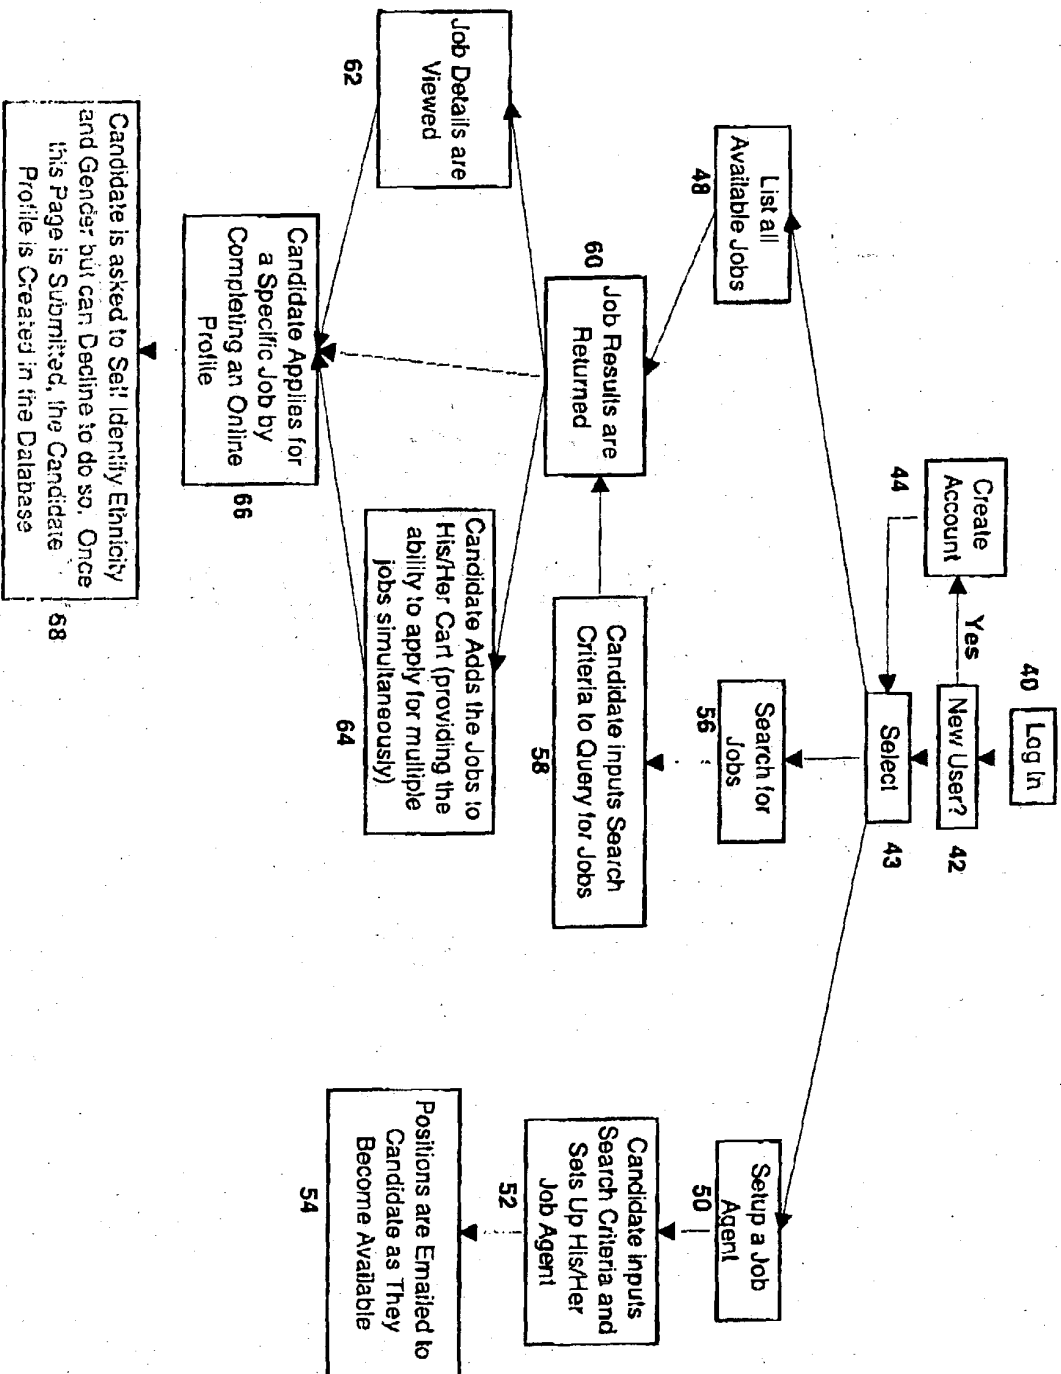 40
Log In
New User?
42
Yes
Create
Account
44
Select
43
List all
Available Jobs
48
Search for
Jobs
56
Setup a Job
Agent
50
60
Job Results are
Returned
Candidate inputs Search
Criteria to Query for Jobs
58
Candidate inputs
Search Criteria and
Sets Up His/Her
Job Agent
52
Job Details are
Viewed
62
Candidate Adds the Jobs to
His/Her Cart (providing the
ability to apply for multiple
jobs simultaneously)
64
Positions are Emailed to
Candidate as They
Become Available
54
Candidate Applies for
a Specific Job by
Completing an Online
Profile
66
Candidate is asked to Self Identify Ethnicity
and Gender but can Decline to do so. Once
this Page is Submitted, the Candidate
Profile is Created in the Database
68